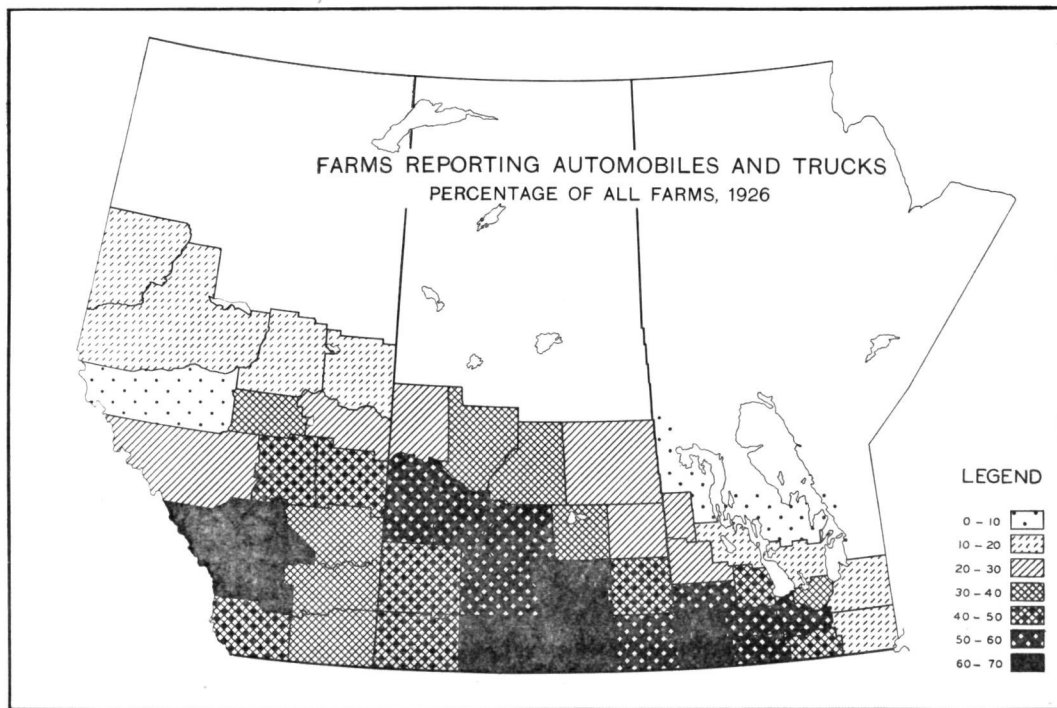 FARMS REPORTING AUTOMOBILES AND TRUCKS
PERCENTAGE OF ALL FARMS, 1926
LEGEND
0 – 10
10 – 20
20 – 30
30 – 40
40 – 50
50 – 60
60 – 70